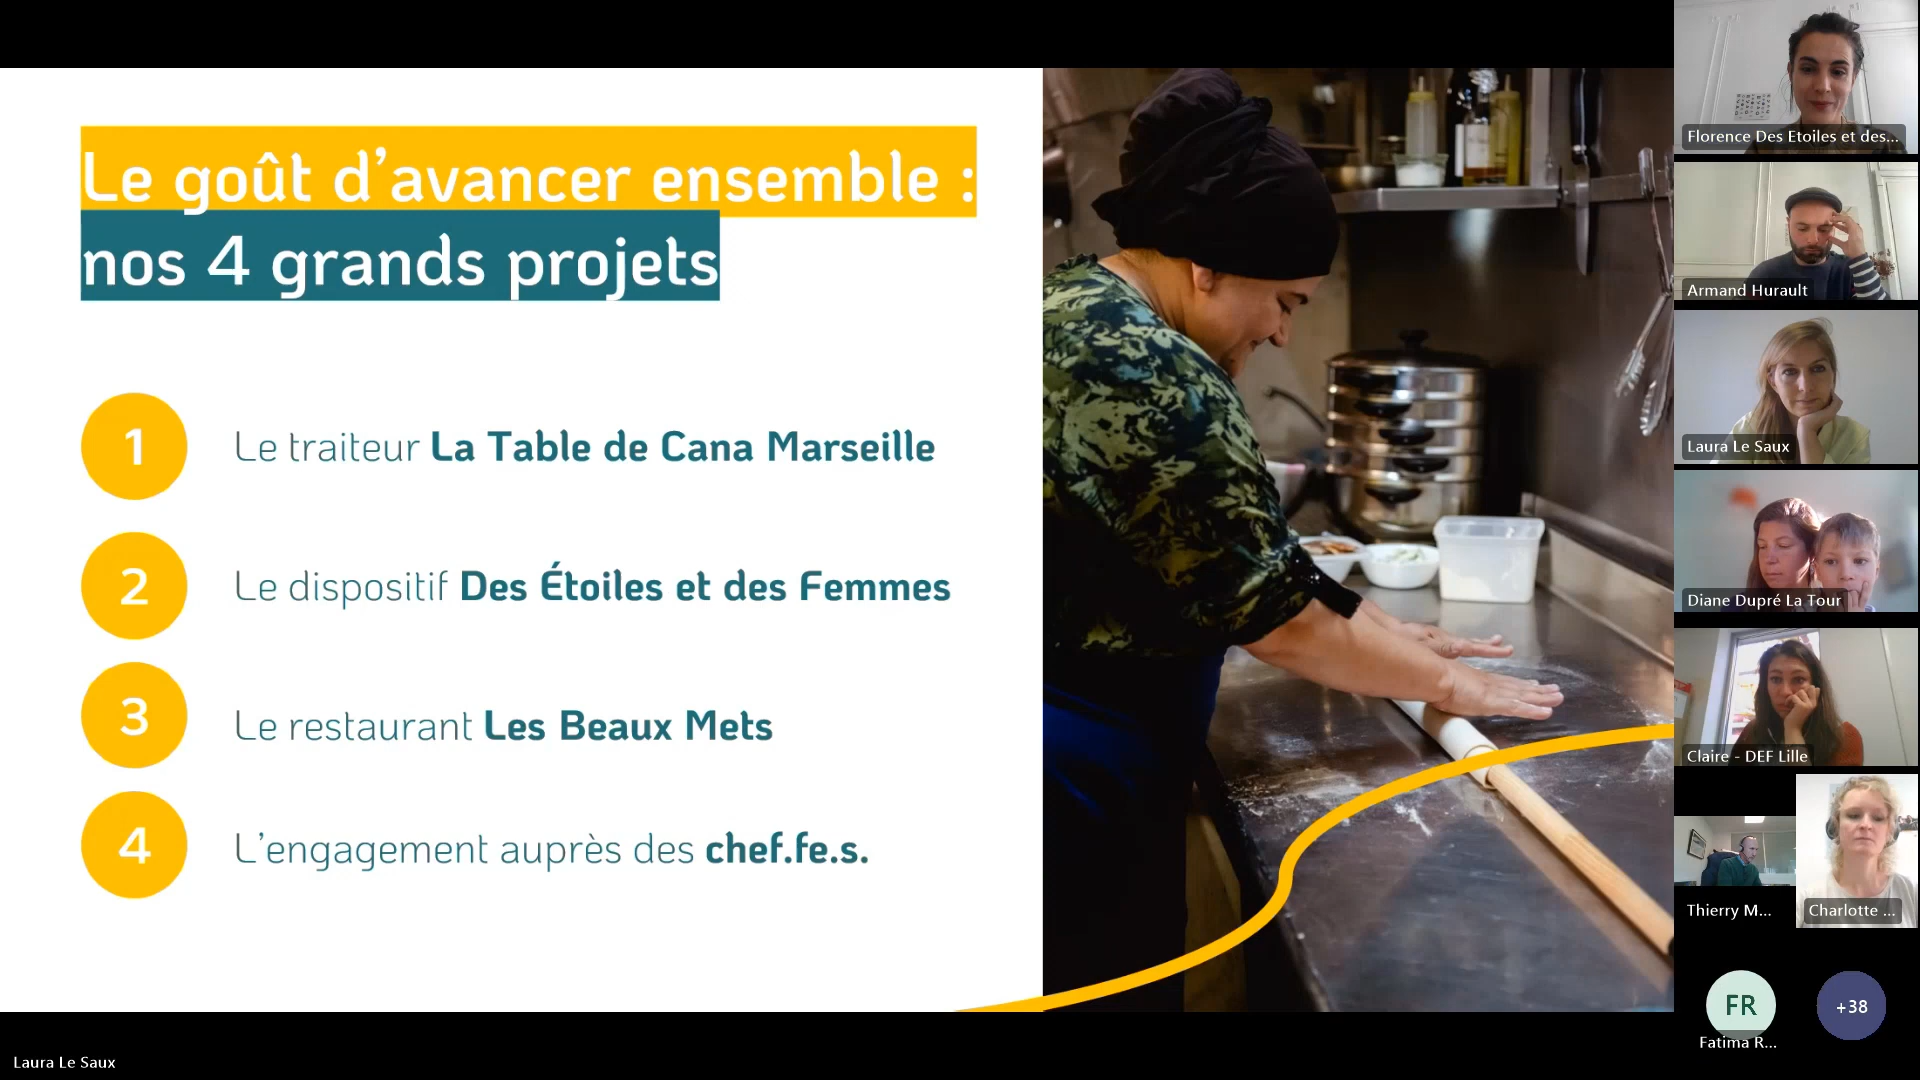 Le goût d’avancer ensemble :
nos 4 grands projets
1
Le traiteur La Table de Cana Marseille
2
Le dispositif Des Étoiles et des Femmes
3
Le restaurant Les Beaux Mets
4
L’engagement auprès des chef.fe.s.
Florence Des Etoiles et des...
Armand Hurault
Laura Le Saux
Diane Dupré La Tour
Claire - DEF Lille
Thierry M...
Charlotte ...
FR
Fatima R...
+38
Laura Le Saux